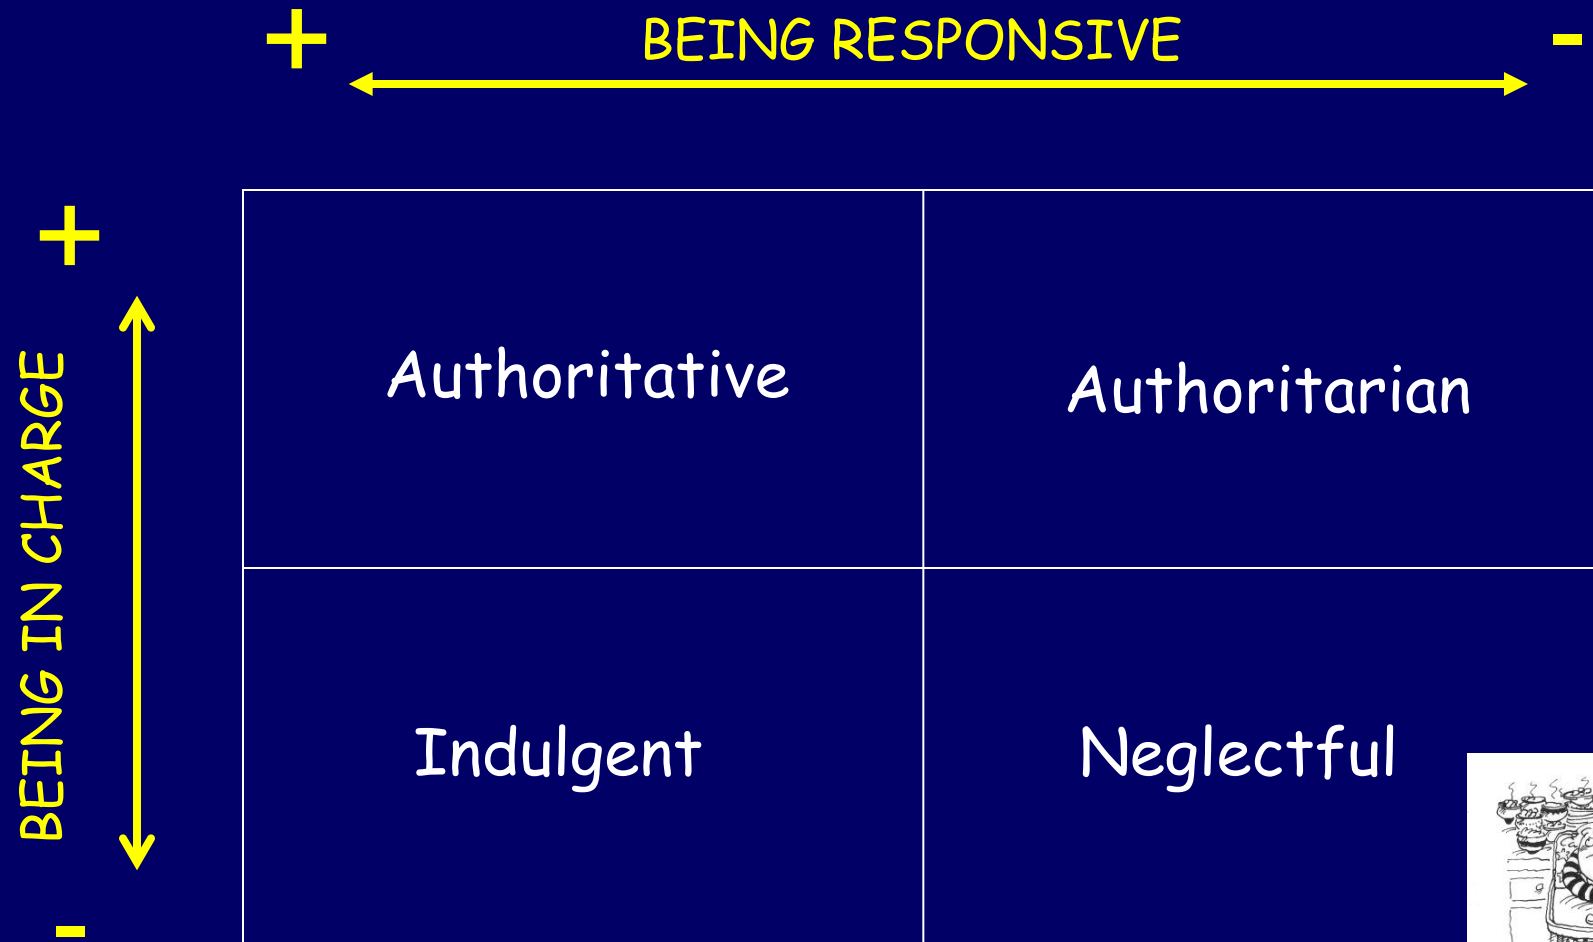 + BEING RESPONSIVE -
+
BEING IN CHARGE
Authoritative Authoritarian
Indulgent Neglectful
-